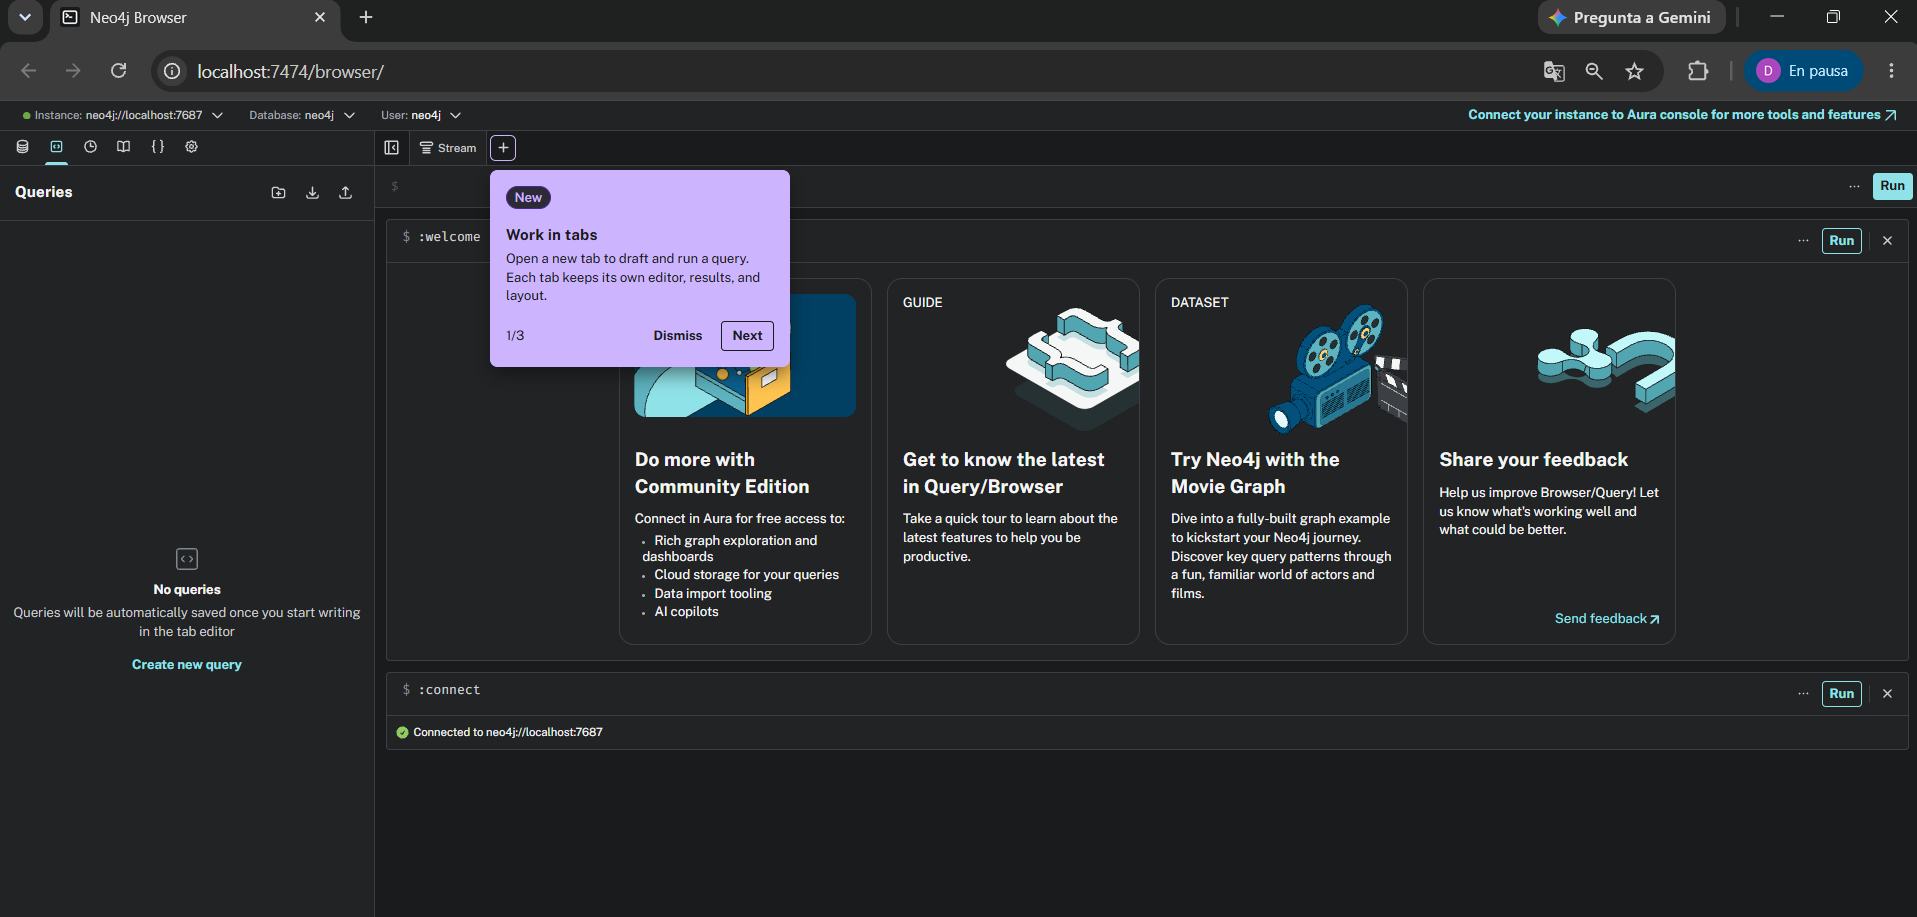 Neo4j Browser
Pregunta a Gemini
localhost:7474/browser/
D En pausa
Instance: neo4j://localhost:7687
Database: neo4j
User: neo4j
Connect your instance to Aura console for more tools and features
Stream
Queries
$
Run
New
Work in tabs
Open a new tab to draft and run a query.
Each tab keeps its own editor, results, and
layout.
1/3
Dismiss
Next
$ :welcome
Run
Do more with
Community Edition
Connect in Aura for free access to:
• Rich graph exploration and
dashboards
• Cloud storage for your queries
• Data import tooling
• AI copilots
GUIDE
Get to know the latest
in Query/Browser
Take a quick tour to learn about the
latest features to help you be
productive.
DATASET
Try Neo4j with the
Movie Graph
Dive into a fully-built graph example
to kickstart your Neo4j journey.
Discover key query patterns through
a fun, familiar world of actors and
films.
Share your feedback
Help us improve Browser/Query! Let
us know what's working well and
what could be better.
Send feedback
No queries
Queries will be automatically saved once you start writing
in the tab editor
Create new query
$ :connect
Run
Connected to neo4j://localhost:7687